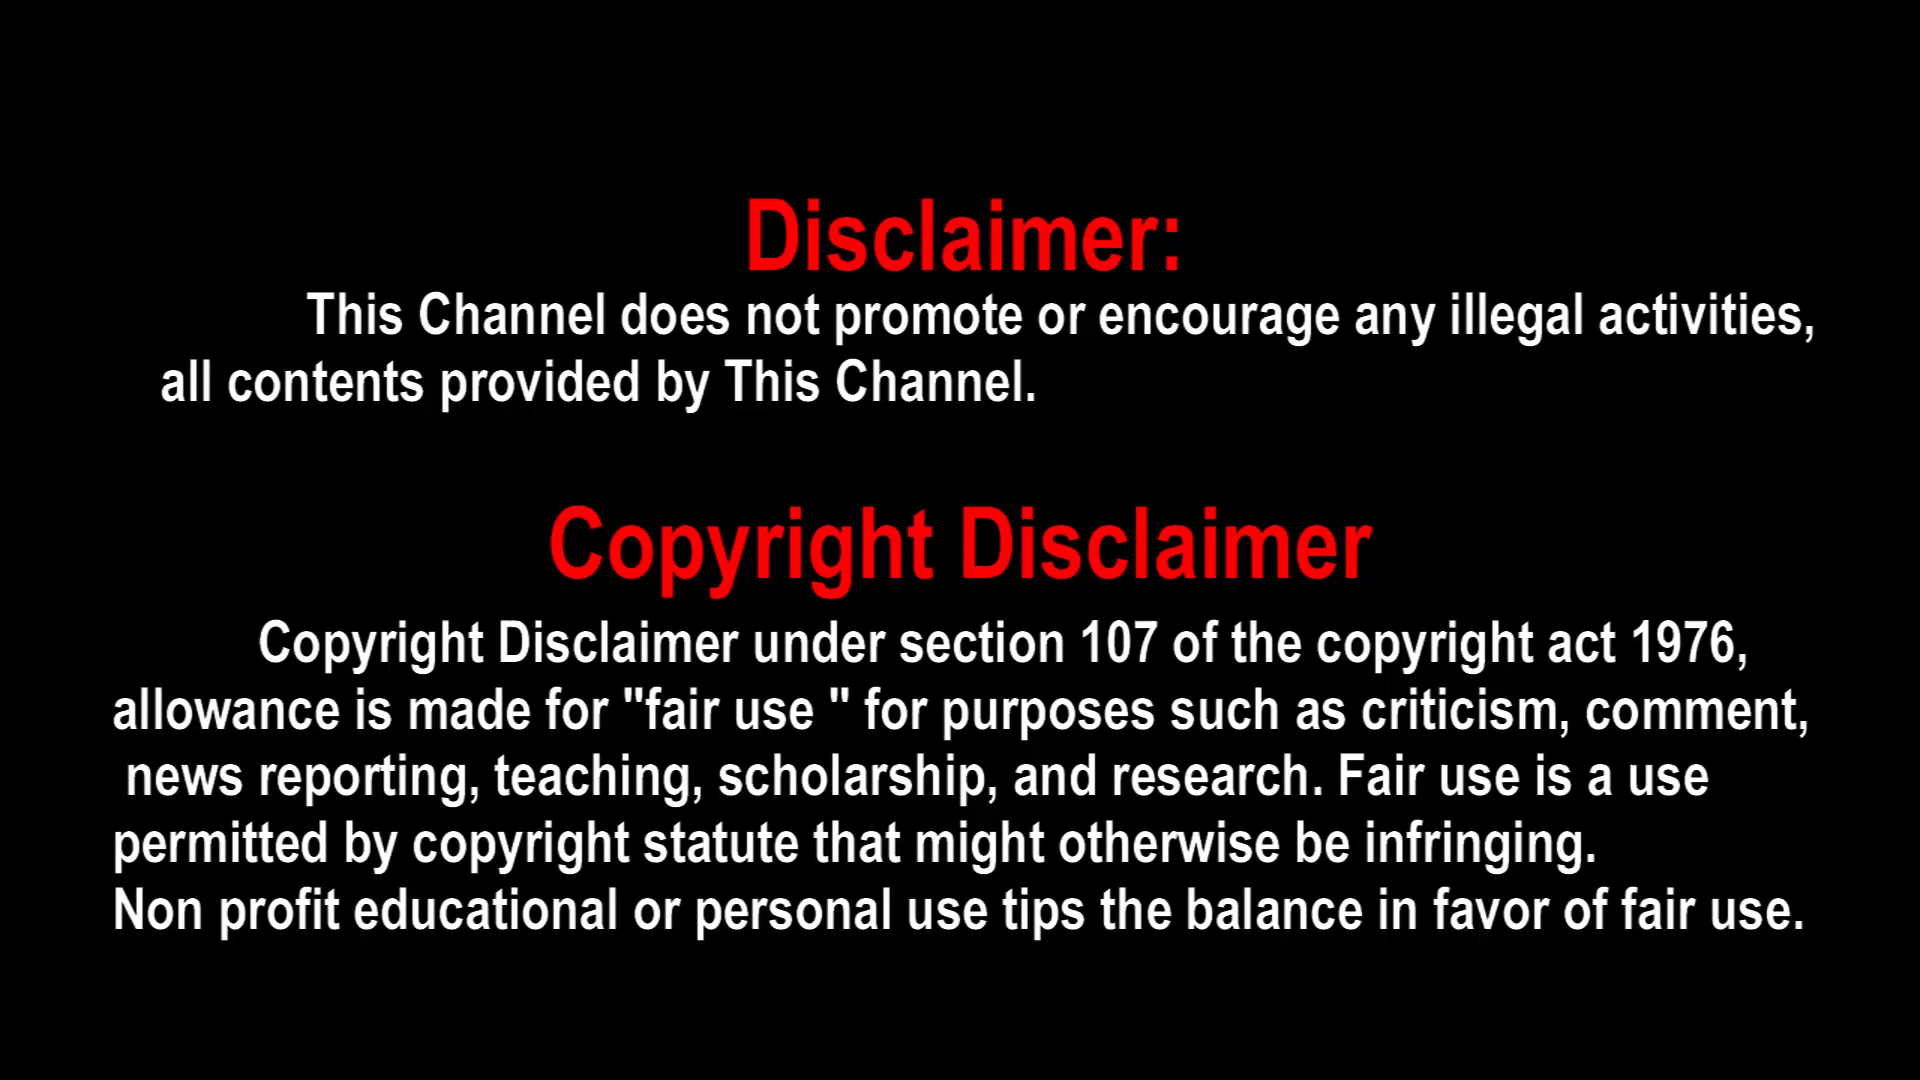 Disclaimer:
This Channel does not promote or encourage any illegal activities,
all contents provided by This Channel.
Copyright Disclaimer
Copyright Disclaimer under section 107 of the copyright act 1976,
allowance is made for "fair use " for purposes such as criticism, comment,
news reporting, teaching, scholarship, and research. Fair use is a use
permitted by copyright statute that might otherwise be infringing.
Non profit educational or personal use tips the balance in favor of fair use.